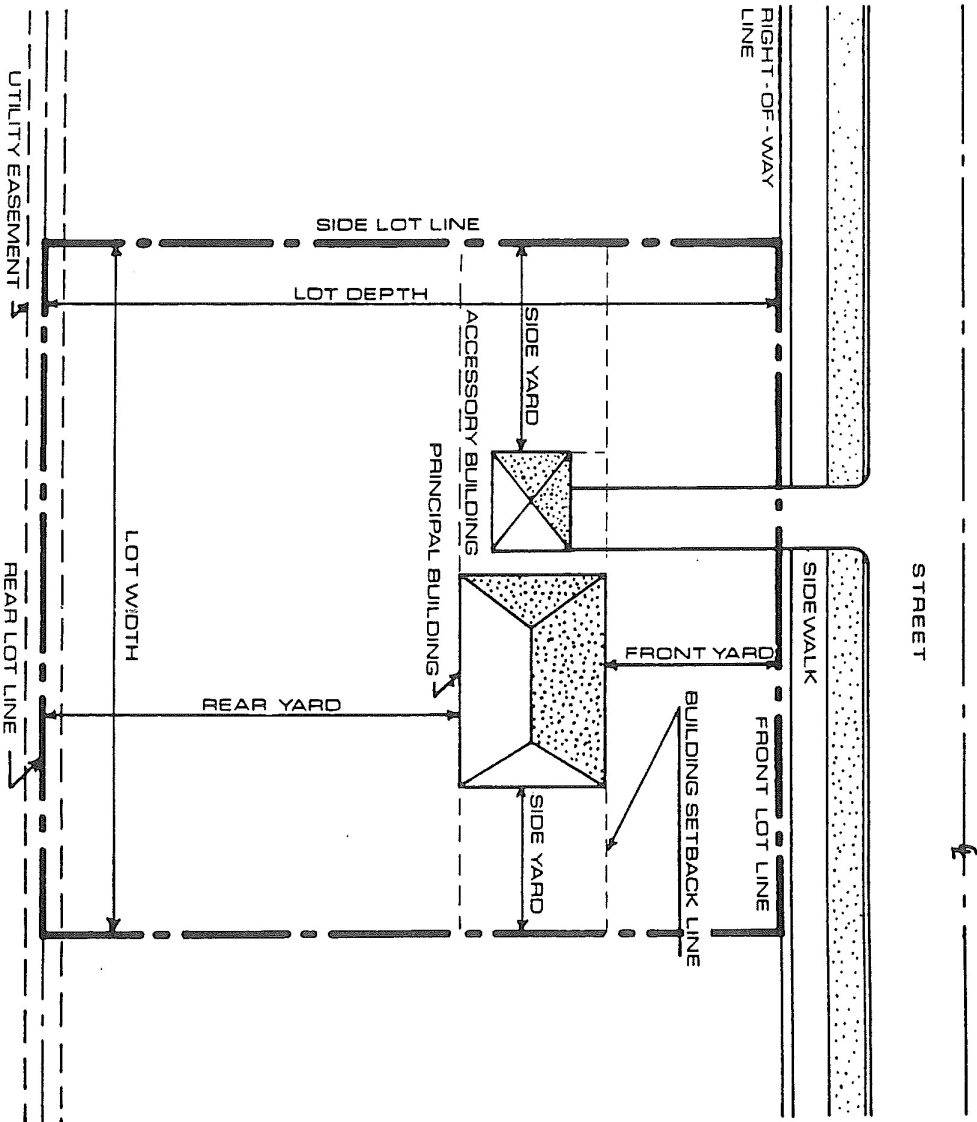 STREET
RIGHT-OF-WAY
LINE
SIDEWALK
FRONT LOT LINE
FRONT YARD
BUILDING SETBACK LINE
SIDE LOT LINE
LOT DEPTH
SIDE YARD
SIDE YARD
ACCESSORY BUILDING
PRINCIPAL BUILDING
REAR YARD
LOT WIDTH
UTILITY EASEMENT
REAR LOT LINE